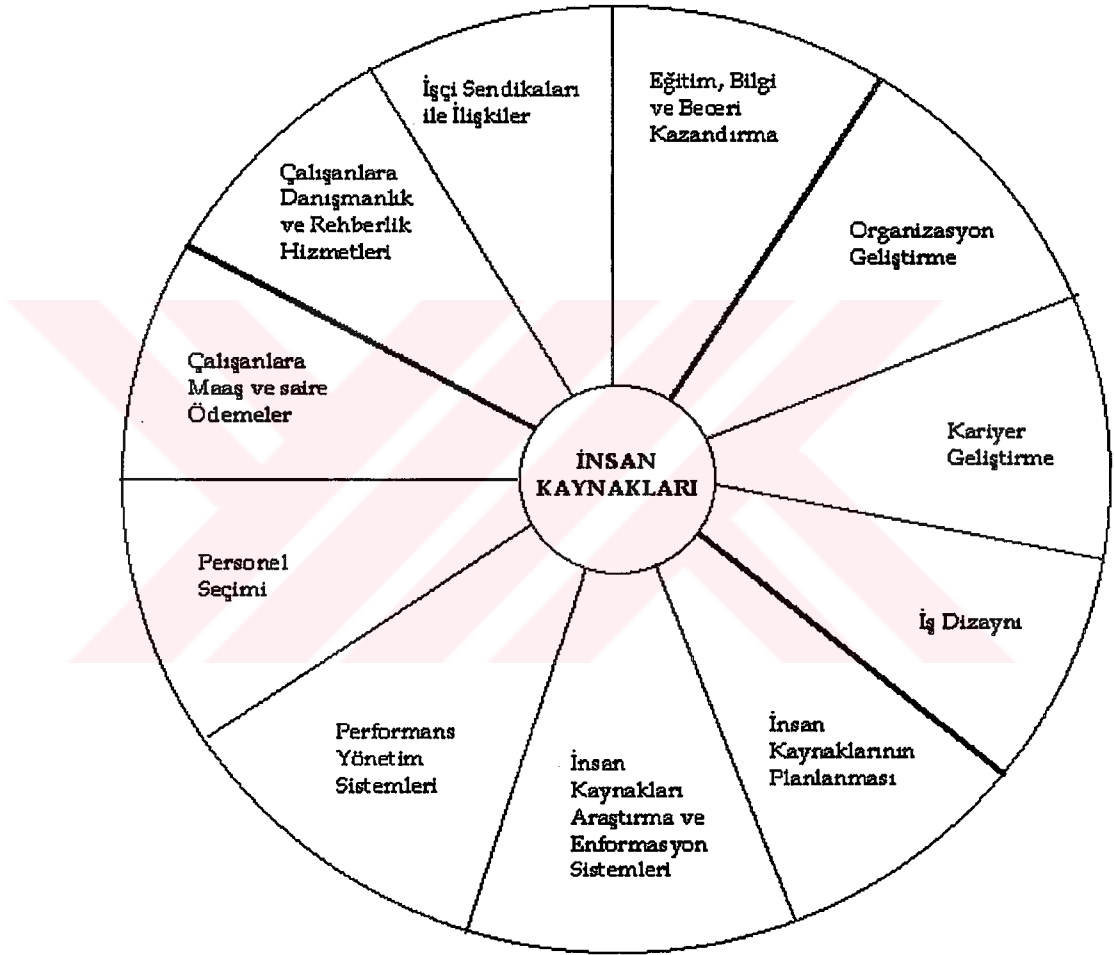 İşçi Sendikaları
ile İlişkiler
Eğitim, Bilgi
ve Beceri
Kazandırma
Çalışanlara
Danışmanlık
ve Rehberlik
Hizmetleri
Organizasyon
Geliştirme
Çalışanlara
Maaş ve saire
Ödemeler
Kariyer
Geliştirme
İNSAN
KAYNAKLARI
Personel
Seçimi
İş Dizaynı
Performans
Yönetim
Sistemleri
İnsan
Kaynakları
Araştırma ve
Enformasyon
Sistemleri
İnsan
Kaynaklarının
Planlanması